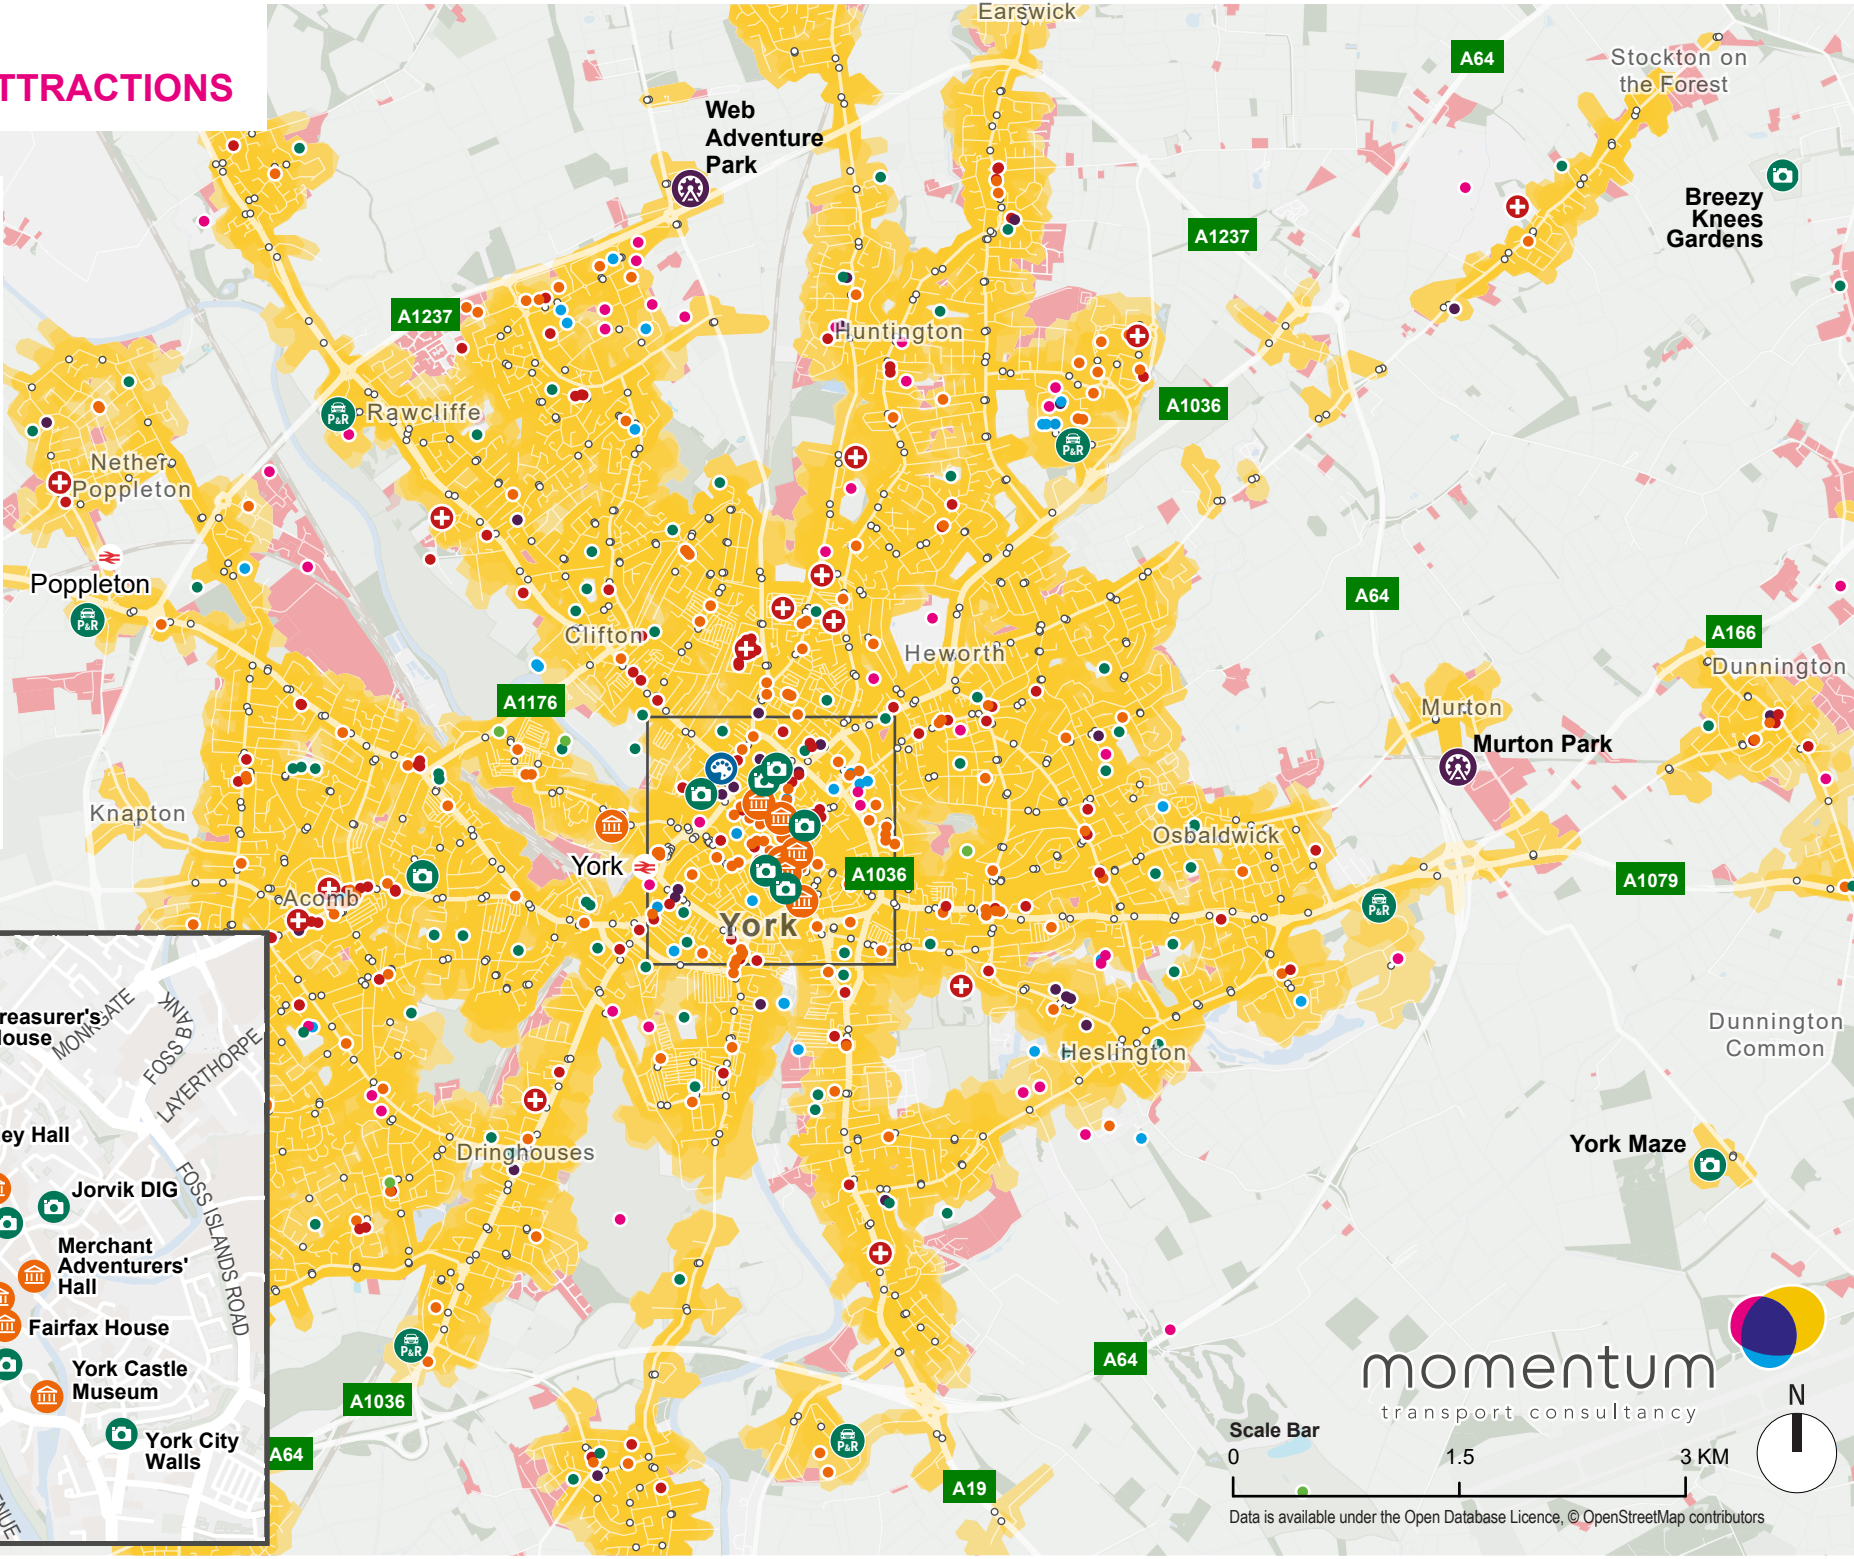 TTRACTIONS
Earswick
A64
Stockton on
the Forest
Web
Adventure
Park
Breezy
Knees
Gardens
A1237
A1237
Huntington
A1036
Rawcliffe
P&R
P&R
Nether
Poppleton
Poppleton
P&R
A64
A166
Dunnington
Clifton
Heworth
A1176
Murton
Murton Park
Knapton
Osbaldwick
York
A1036
A1079
Acomb
P&R
York
reasurer's
ouse
MONKGATE
FOSS BANK
LAYERTHORPE
Dunnington
Common
Heslington
ey Hall
York Maze
Dringhouses
Jorvik DIG
FOSS ISLANDS ROAD
Merchant
Adventurers'
Hall
Fairfax House
York Castle
Museum
P&R
A64
momentum
transport consultancy
N
A1036
York City
Walls
A64
P&R
A19
Scale Bar
0 1.5 3 KM
Data is available under the Open Database Licence, © OpenStreetMap contributors
NUE